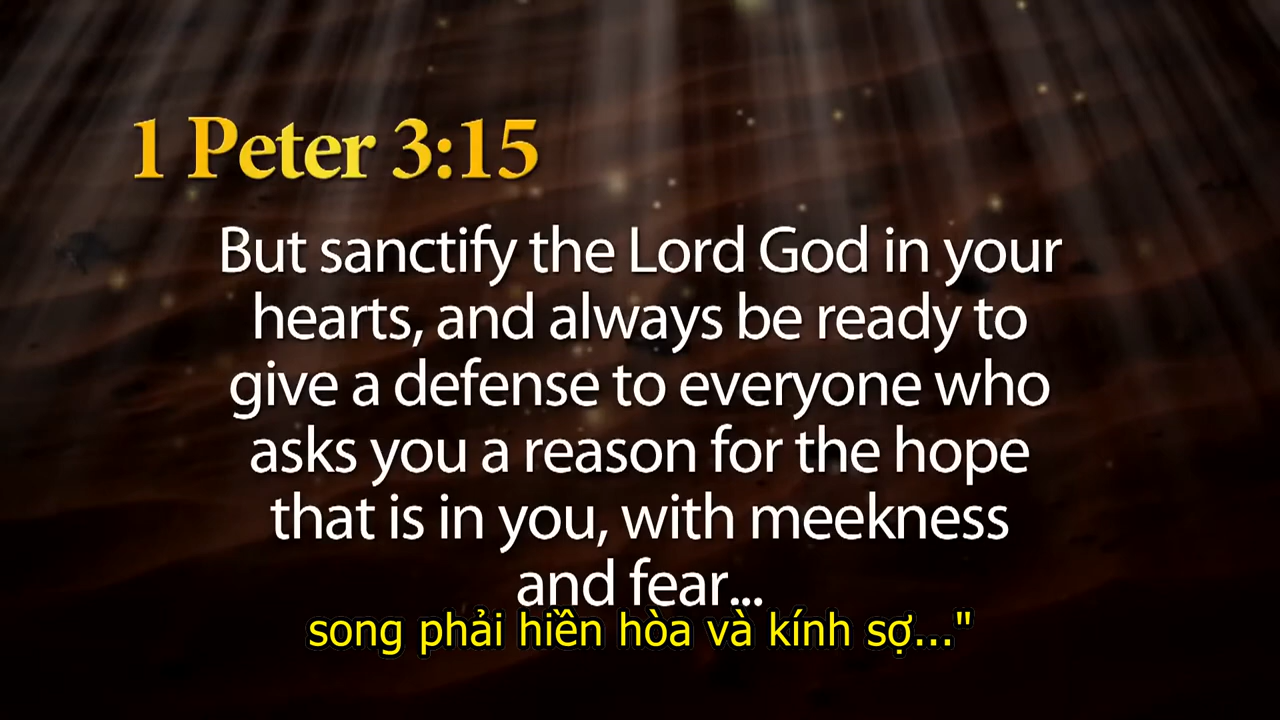 1 Peter 3:15
But sanctify the Lord God in your
hearts, and always be ready to
give a defense to everyone who
asks you a reason for the hope
that is in you, with meekness
and fear...
song phải hiền hòa và kính sợ..."